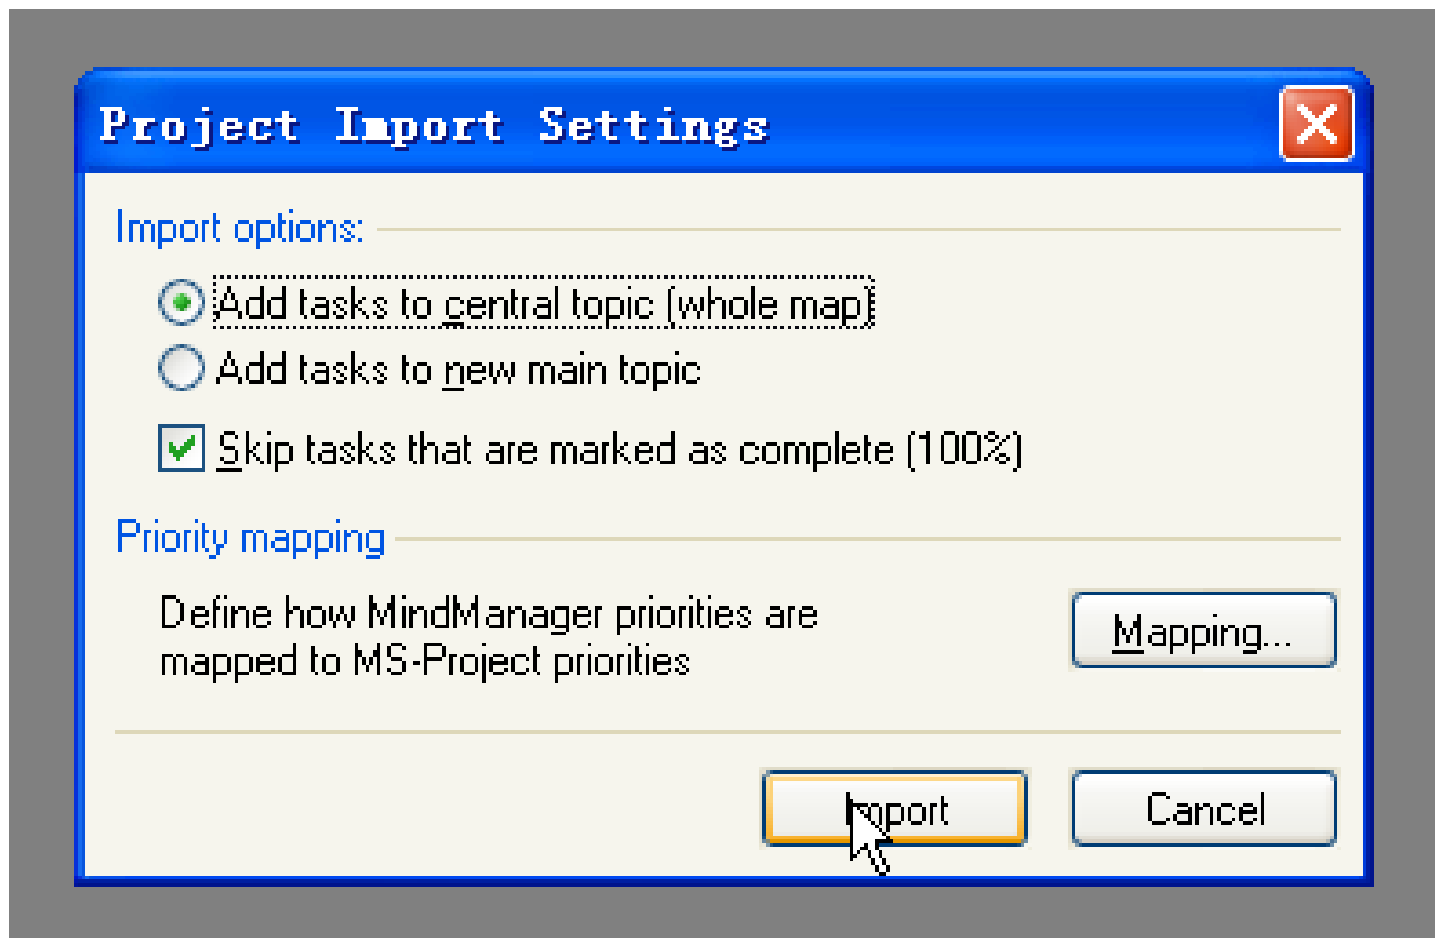 Project Import Settings
Import options:
Add tasks to central topic (whole map)
Add tasks to new main topic
Skip tasks that are marked as complete (100%)
Priority mapping
Define how MindManager priorities are
mapped to MS-Project priorities
Mapping...
Import
Cancel